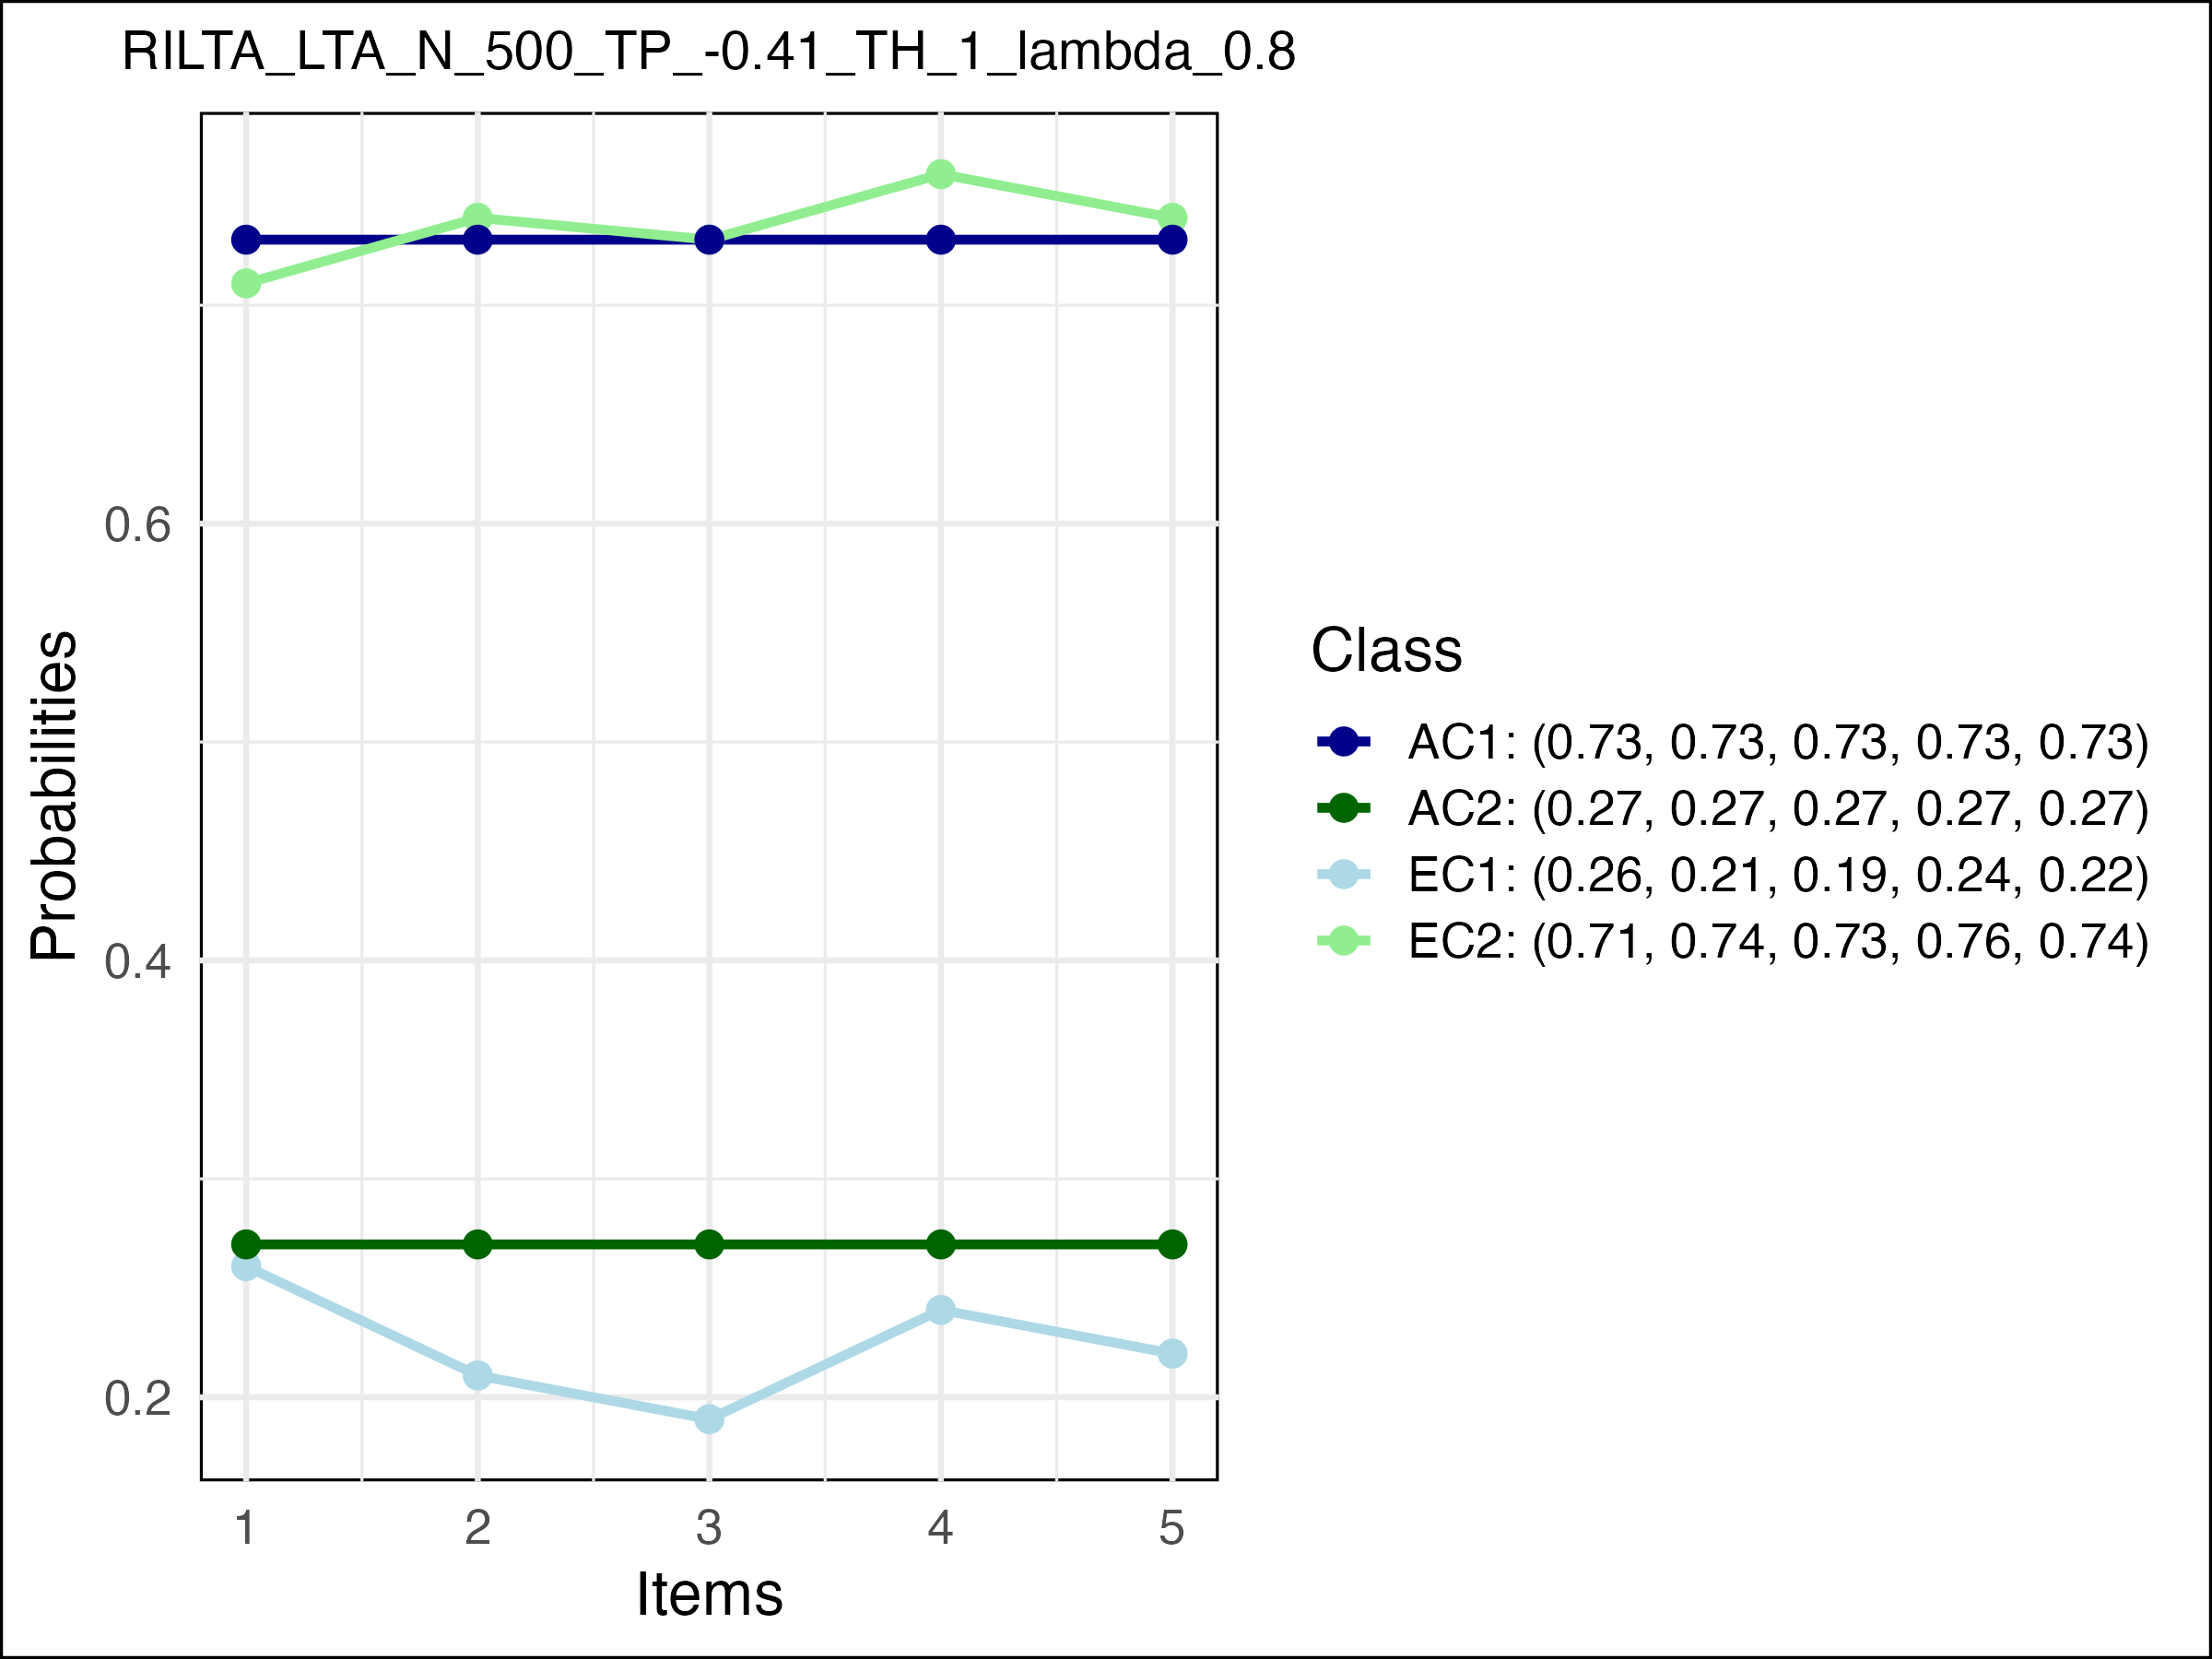 RILTA_LTA_N_500_TP_-0.41_TH_1_lambda_0.8
Probabilities
0.6
0.4
0.2
1 2 3 4 5
Items
Class
AC1: (0.73, 0.73, 0.73, 0.73, 0.73)
AC2: (0.27, 0.27, 0.27, 0.27, 0.27)
EC1: (0.26, 0.21, 0.19, 0.24, 0.22)
EC2: (0.71, 0.74, 0.73, 0.76, 0.74)